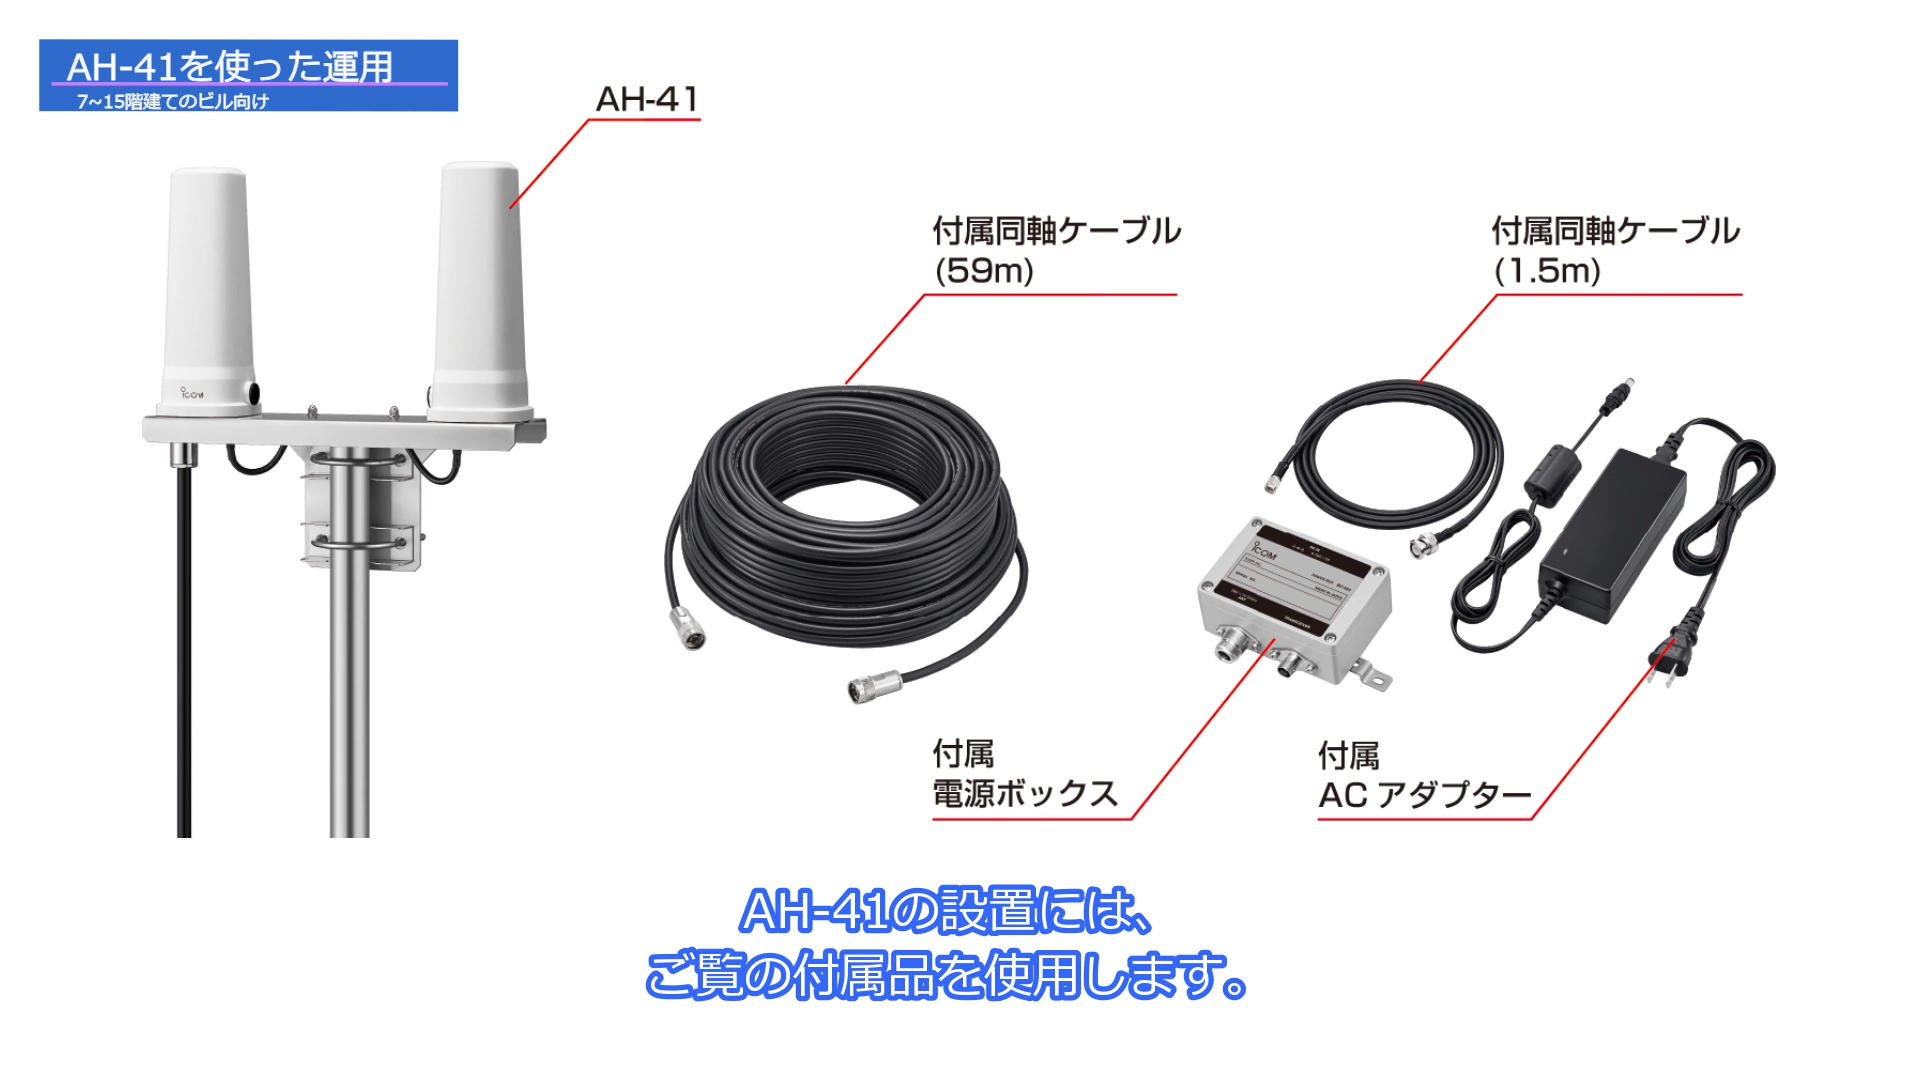 AH-41を使った運用
7~15階建てのビル向け
AH-41
付属同軸ケーブル
(59m)
付属同軸ケーブル
(1.5m)
ICOM
ICOM
付属
電源ボックス
付属
ACアダプター
AH-41の設置には、
ご覧の付属品を使用します。